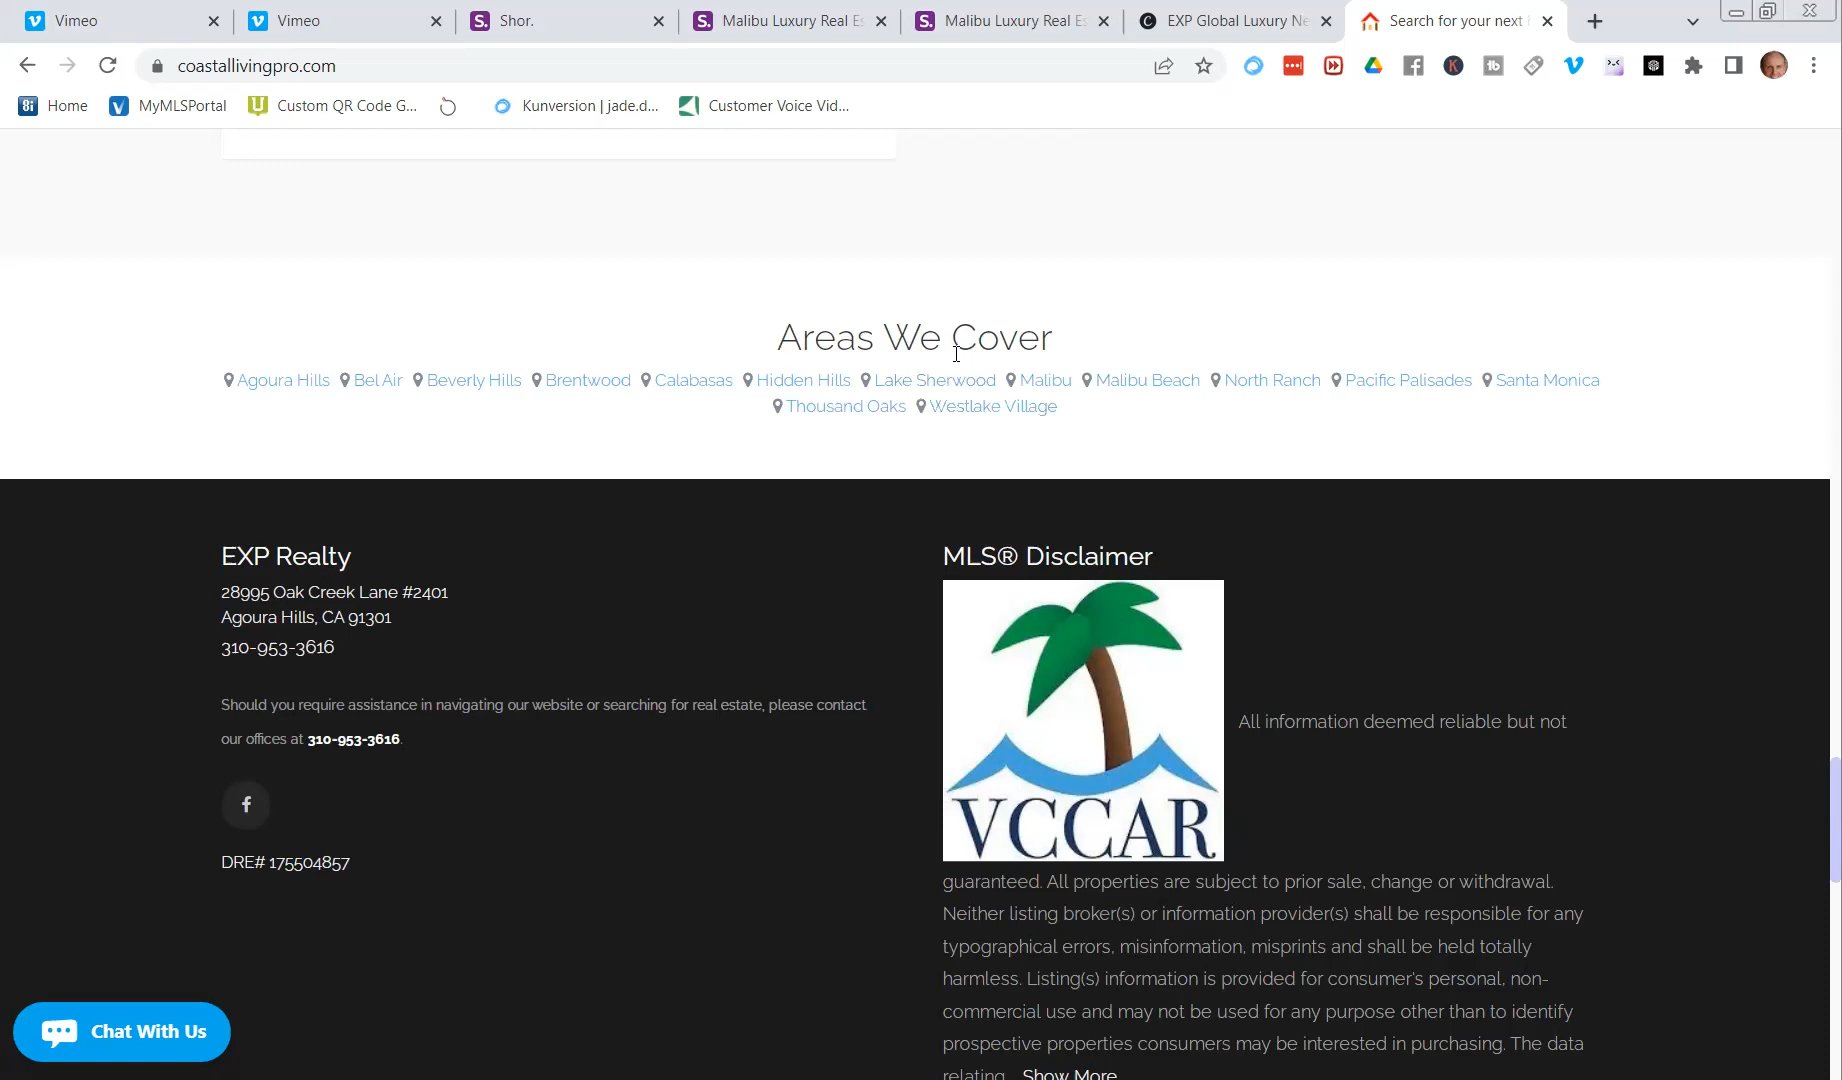 Vimeo
Vimeo
Shor.
Malibu Luxury Real Es
Malibu Luxury Real Es
EXP Global Luxury Ne
Search for your next
coastallivingpro.com
Home
MyMLSPortal
Custom QR Code G...
Kunversion | jade.d...
Customer Voice Vid...
Areas We Cover
Agoura Hills Bel Air Beverly Hills Brentwood Calabasas Hidden Hills Lake Sherwood Malibu Malibu Beach North Ranch Pacific Palisades Santa Monica
Thousand Oaks Westlake Village
EXP Realty
28995 Oak Creek Lane #2401
Agoura Hills, CA 91301
310-953-3616
Should you require assistance in navigating our website or searching for real estate, please contact
our offices at 310-953-3616.
DRE# 175504857
MLS® Disclaimer
VCCAR
All information deemed reliable but not
guaranteed. All properties are subject to prior sale, change or withdrawal.
Neither listing broker(s) or information provider(s) shall be responsible for any
typographical errors, misinformation, misprints and shall be held totally
harmless. Listing(s) information is provided for consumer's personal, non-
commercial use and may not be used for any purpose other than to identify
prospective properties consumers may be interested in purchasing. The data
relating... Show More
Chat With Us